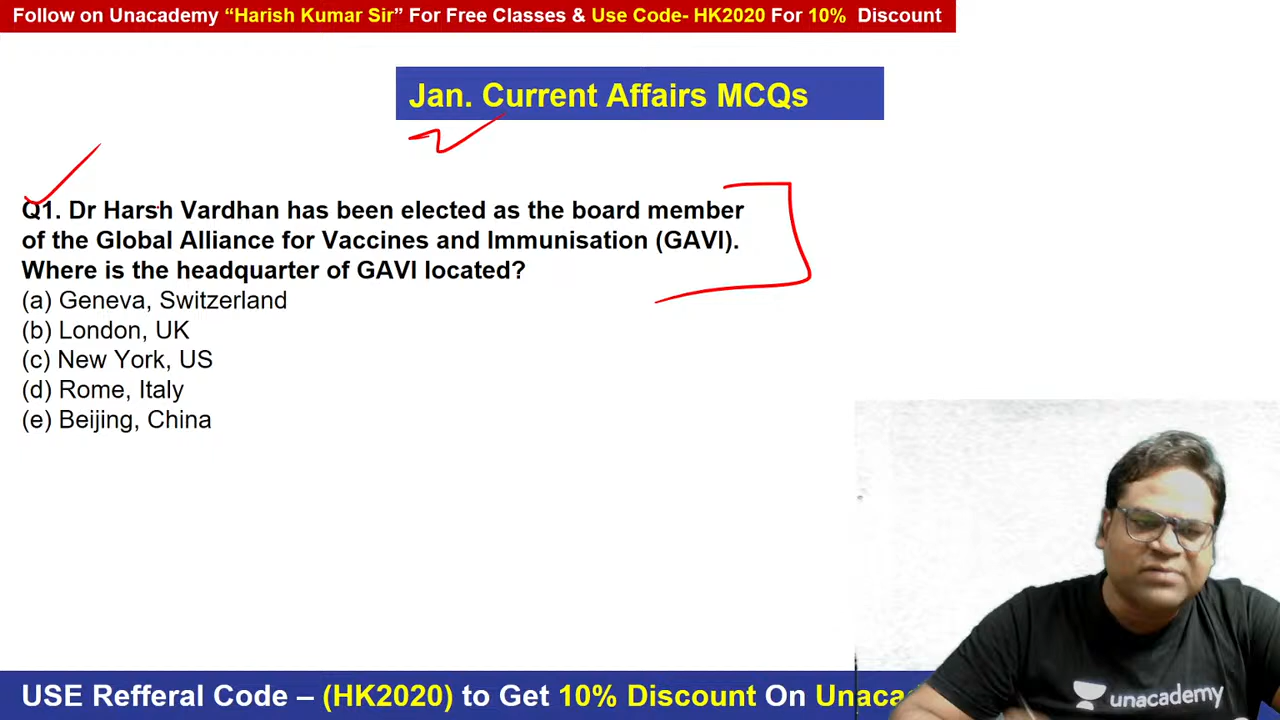 Follow on Unacademy “Harish Kumar Sir” For Free Classes & Use Code- HK2020 For 10% Discount
Jan. Current Affairs MCQs
Q1. Dr Harsh Vardhan has been elected as the board member
of the Global Alliance for Vaccines and Immunisation (GAVI).
Where is the headquarter of GAVI located?
(a) Geneva, Switzerland
(b) London, UK
(c) New York, US
(d) Rome, Italy
(e) Beijing, China
unacademy
USE Refferal Code – (HK2020) to Get 10% Discount On